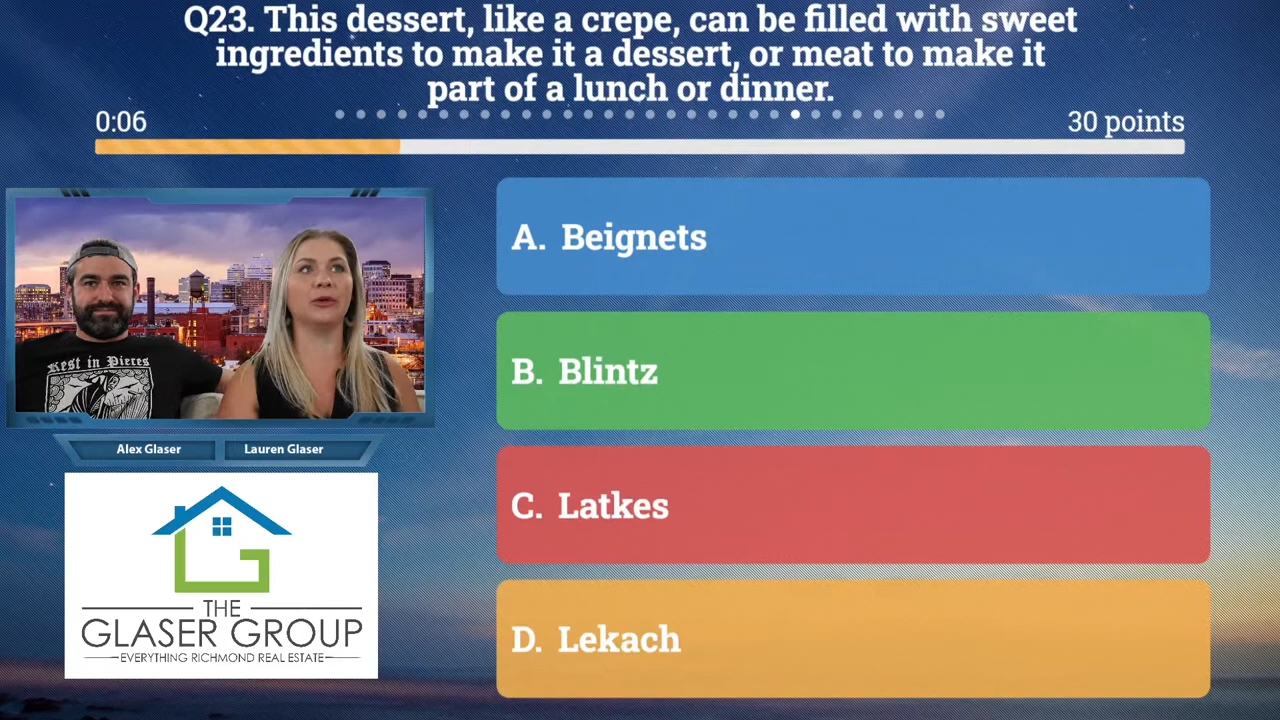 Q23. This dessert, like a crepe, can be filled with sweet
ingredients to make it a dessert, or meat to make it
part of a lunch or dinner.
0:06
30 points
A. Beignets
B. Blintz
C. Latkes
D. Lekach
Rest in Pieces
Alex Glaser
Lauren Glaser
THE
GLASER GROUP
EVERYTHING RICHMOND REAL ESTATE